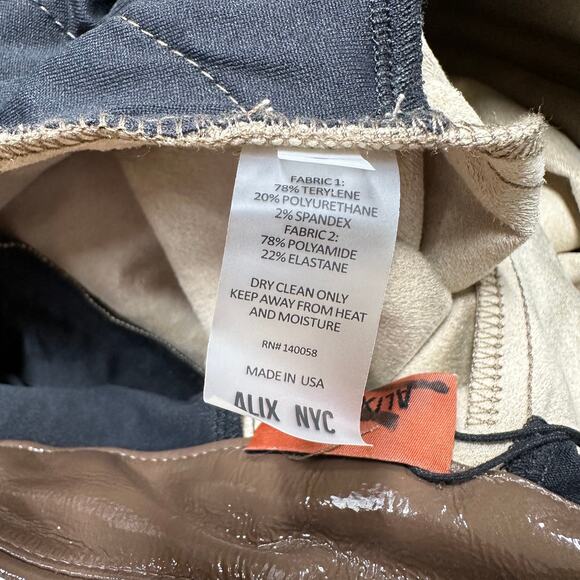 FABRIC 1:
78% TERYLENE
20% POLYURETHANE
2% SPANDEX
FABRIC 2:
78% POLYAMIDE
22% ELASTANE
DRY CLEAN ONLY
KEEP AWAY FROM HEAT
AND MOISTURE
RN# 140058
MADE IN USA
ALIX NYC